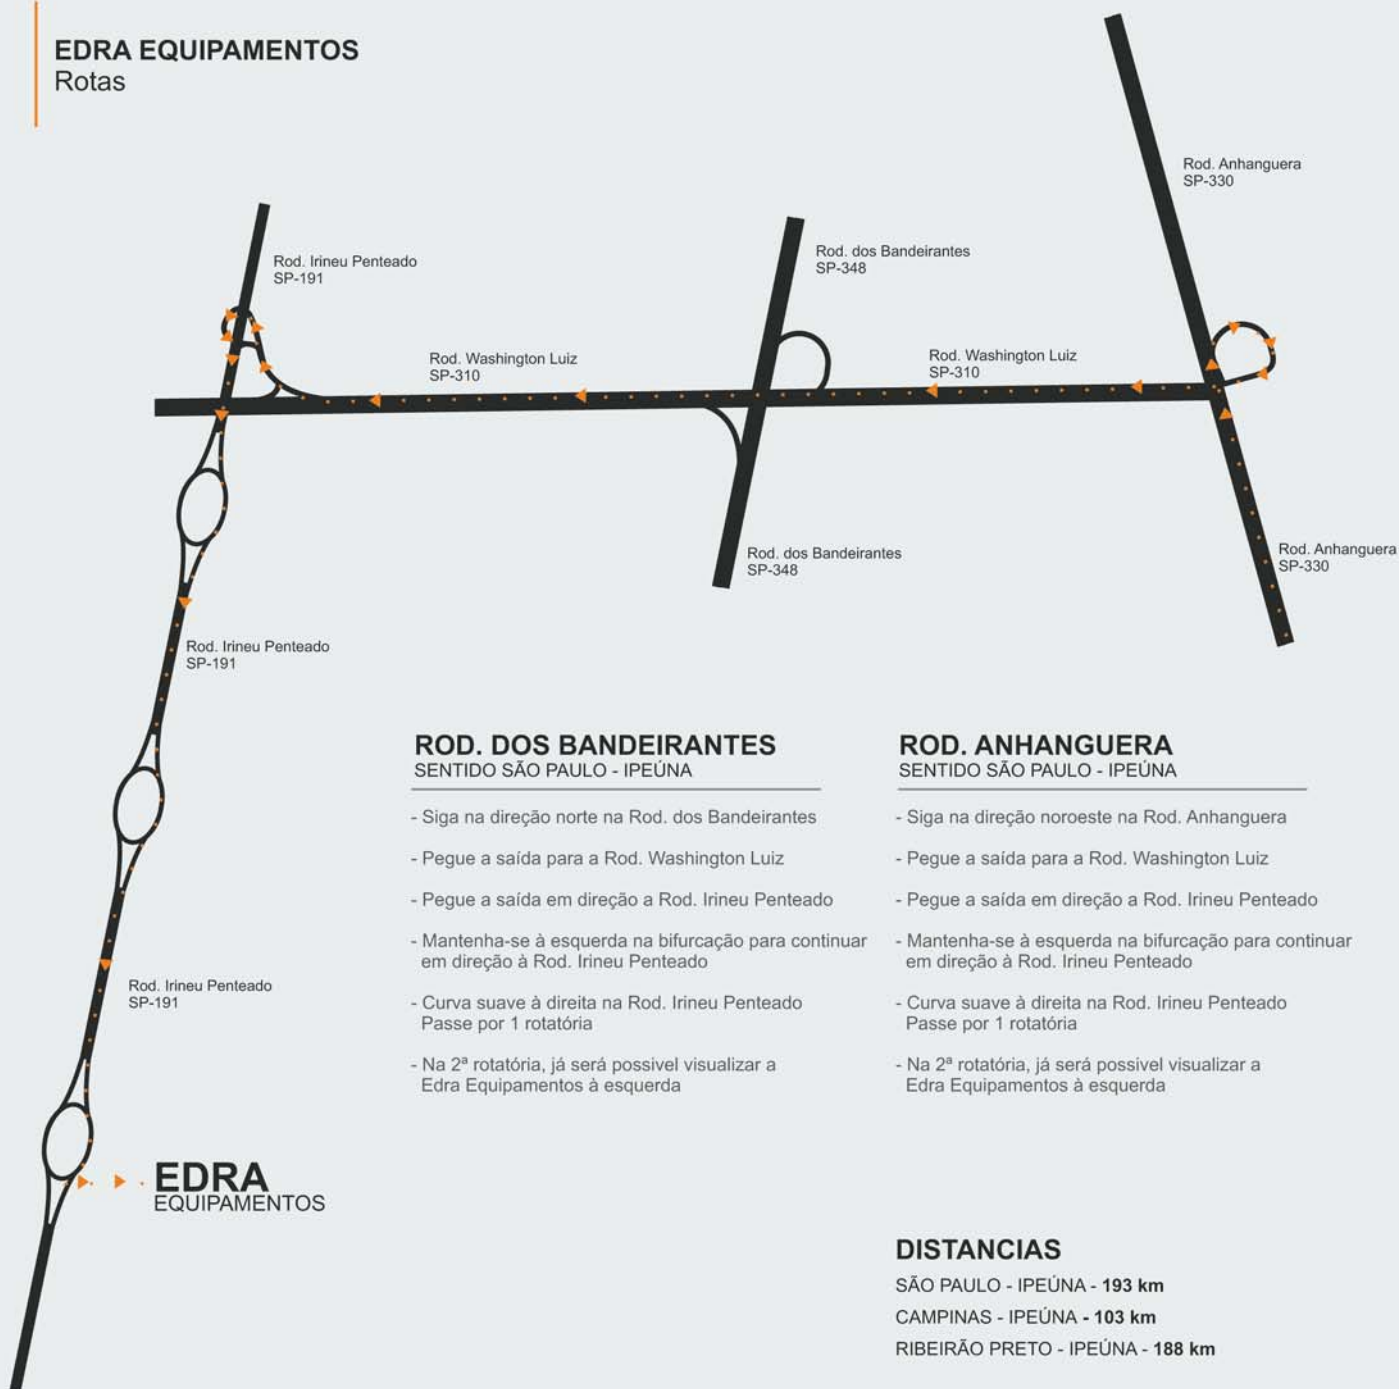 EDRA EQUIPAMENTOS
Rotas
Rod. Anhanguera
SP-330
Rod. Irineu Penteado
SP-191
Rod. dos Bandeirantes
SP-348
Rod. Washington Luiz
SP-310
Rod. Washington Luiz
SP-310
Rod. dos Bandeirantes
SP-348
Rod. Anhanguera
SP-330
Rod. Irineu Penteado
SP-191
Rod. Irineu Penteado
SP-191
EDRA
EQUIPAMENTOS
ROD. DOS BANDEIRANTES
SENTIDO SÃO PAULO - IPEÚNA
- Siga na direção norte na Rod. dos Bandeirantes
- Pegue a saída para a Rod. Washington Luiz
- Pegue a saída em direção a Rod. Irineu Penteado
- Mantenha-se à esquerda na bifurcação para continuar
em direção à Rod. Irineu Penteado
- Curva suave à direita na Rod. Irineu Penteado
Passe por 1 rotatória
- Na 2ª rotatória, já será possivel visualizar a
Edra Equipamentos à esquerda
ROD. ANHANGUERA
SENTIDO SÃO PAULO - IPEÚNA
- Siga na direção noroeste na Rod. Anhanguera
- Pegue a saída para a Rod. Washington Luiz
- Pegue a saída em direção a Rod. Irineu Penteado
- Mantenha-se à esquerda na bifurcação para continuar
em direção à Rod. Irineu Penteado
- Curva suave à direita na Rod. Irineu Penteado
Passe por 1 rotatória
- Na 2ª rotatória, já será possivel visualizar a
Edra Equipamentos à esquerda
DISTANCIAS
SÃO PAULO - IPEÚNA - 193 km
CAMPINAS - IPEÚNA - 103 km
RIBEIRÃO PRETO - IPEÚNA - 188 km